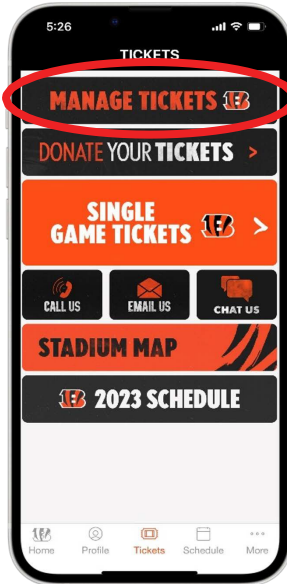 5:26
TICKETS
MANAGE TICKETS
DONATE YOUR TICKETS >
SINGLE
GAME TICKETS >
CALL US
EMAIL US
CHAT US
STADIUM MAP
2023 SCHEDULE
Home
Profile
Tickets
Schedule
More